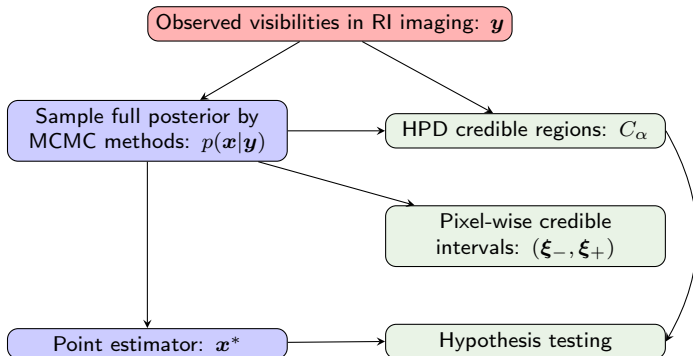 Observed visibilities in RI imaging: y
Sample full posterior by
MCMC methods: p(x|y)
HPD credible regions: Cα
Pixel-wise credible
intervals: (ξ−, ξ+)
Point estimator: x*
Hypothesis testing